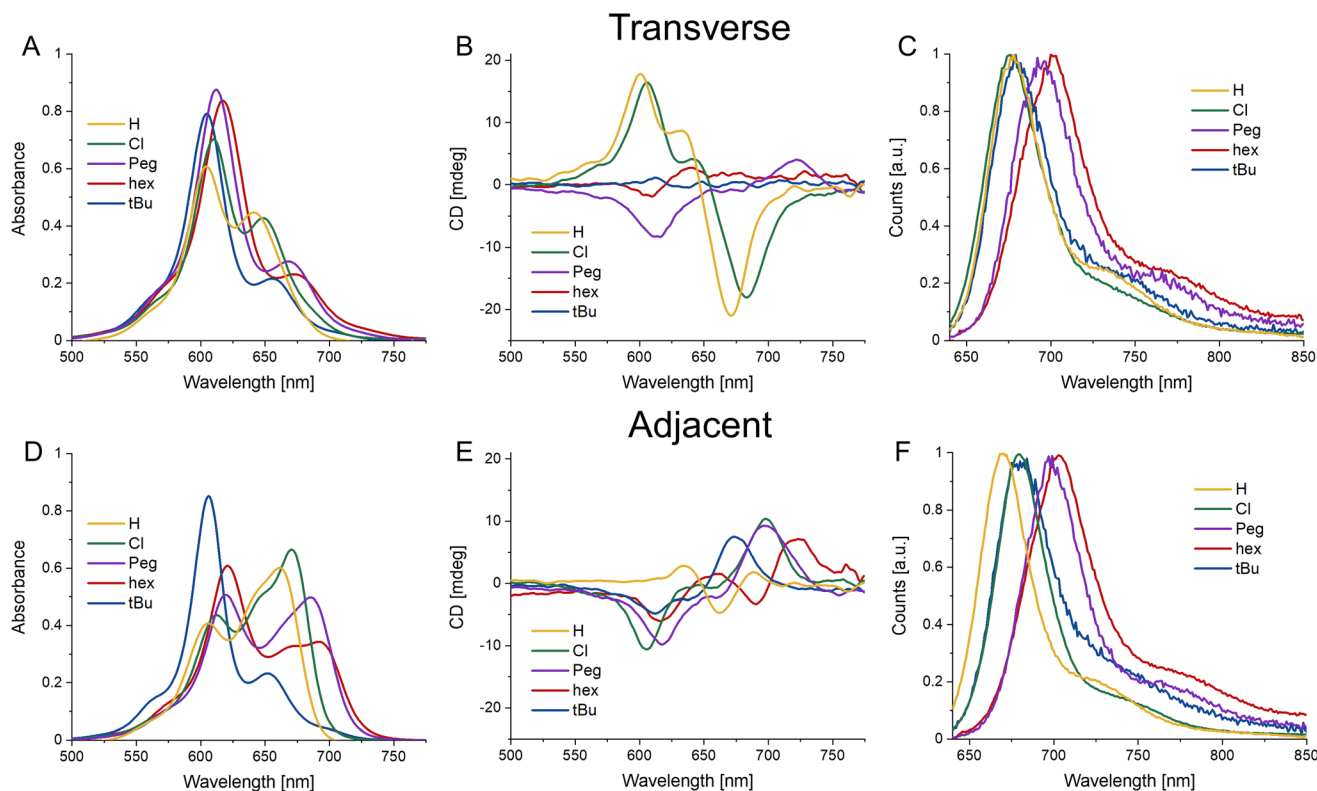 Transverse
A
1
0.8
0.6
0.4
0.2
0
Absorbance
H
Cl
Peg
hex
tBu
500
550
600
650
700
750
Wavelength [nm]
B
20
10
0
-10
-20
CD [mdeg]
H
Cl
Peg
hex
tBu
500
550
600
650
700
750
Wavelength [nm]
C
1
0.8
0.6
0.4
0.2
0
Counts [a.u.]
H
Cl
Peg
hex
tBu
650
700
750
800
850
Wavelength [nm]
Adjacent
D
1
0.8
0.6
0.4
0.2
0
Absorbance
H
Cl
Peg
hex
tBu
500
550
600
650
700
750
Wavelength [nm]
E
20
10
0
-10
-20
CD [mdeg]
H
Cl
Peg
hex
tBu
500
550
600
650
700
750
Wavelength [nm]
F
1
0.8
0.6
0.4
0.2
0
Counts [a.u.]
H
Cl
Peg
hex
tBu
650
700
750
800
850
Wavelength [nm]